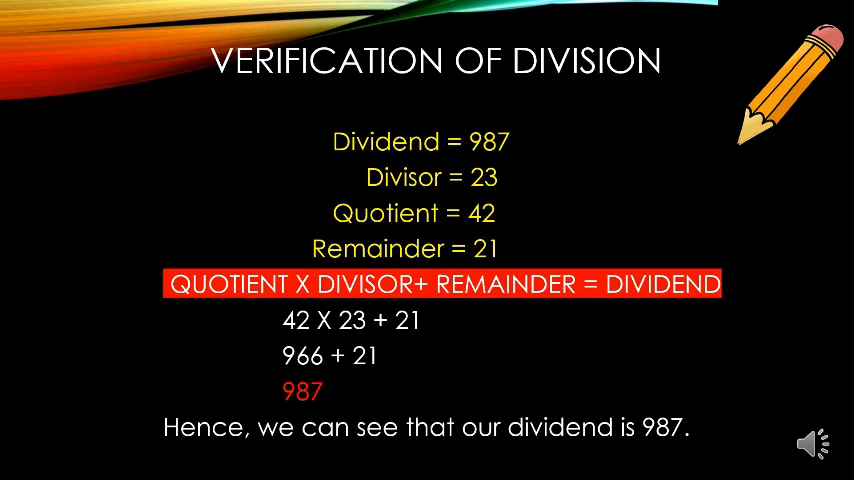 VERIFICATION OF DIVISION
Dividend = 987
Divisor = 23
Quotient = 42
Remainder = 21
QUOTIENT X DIVISOR+ REMAINDER = DIVIDEND
42 X 23 + 21
966 + 21
987
Hence, we can see that our dividend is 987.